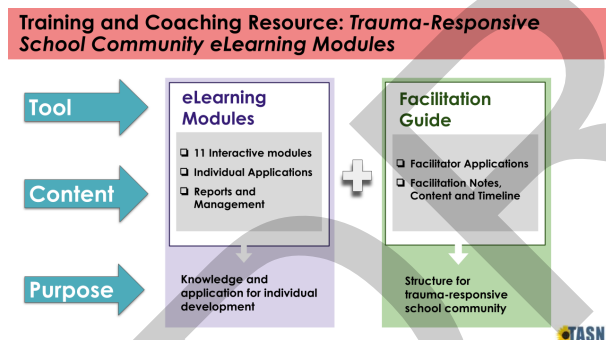 Training and Coaching Resource: Trauma-Responsive
School Community eLearning Modules
Tool
eLearning
Modules
❑ 11 Interactive modules
❑ Individual Applications
❑ Reports and
Management
Facilitation
Guide
❑ Facilitator Applications
❑ Facilitation Notes,
Content and Timeline
Content
Purpose
Knowledge and
application for individual
development
Structure for
trauma-responsive
school community
TASN